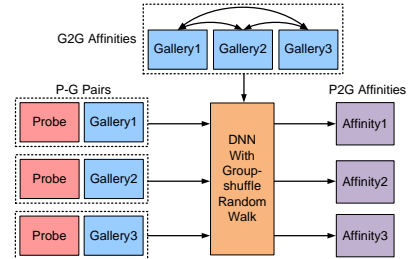 G2G Affinities
Gallery1 Gallery2 Gallery3
P-G Pairs
P2G Affinities
Probe Gallery1
Probe Gallery2
Probe Gallery3
DNN
With
Group-
shuffle
Random
Walk
Affinity1
Affinity2
Affinity3